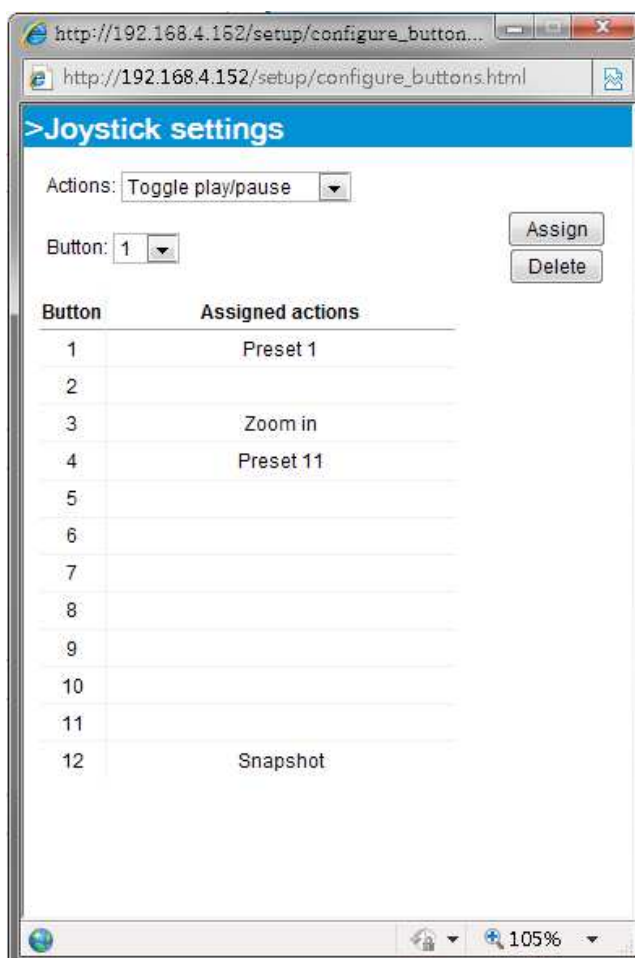 http://192.168.4.152/setup/configure_button...
http://192.168.4.152/setup/configure_buttons.html
>Joystick settings
Actions: Toggle play/pause
Button: 1
Assign
Delete
Button Assigned actions
1 Preset 1
2
3 Zoom in
4 Preset 11
5
6
7
8
9
10
11
12 Snapshot
105%